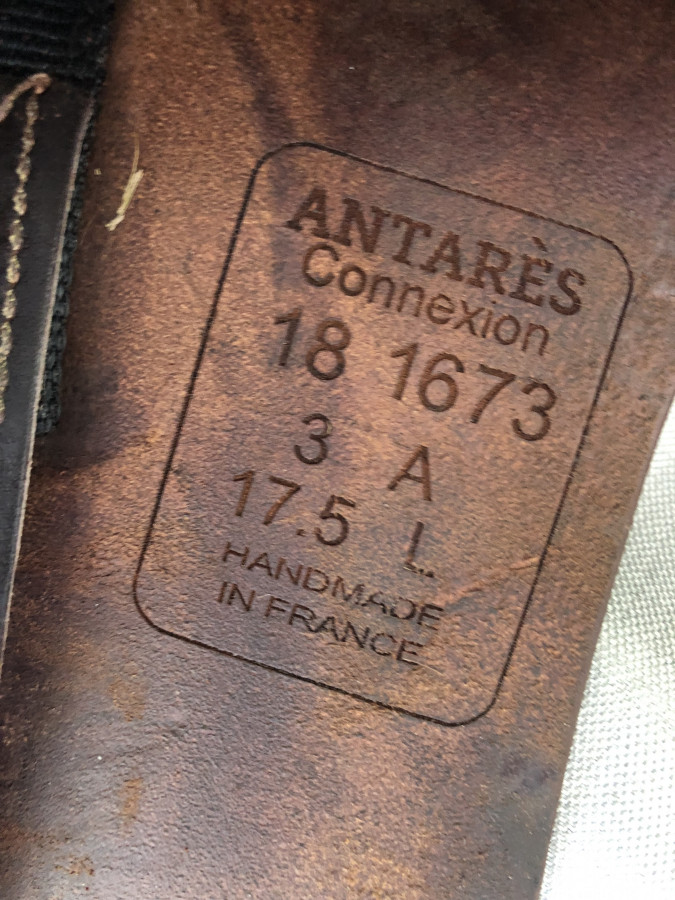 ANTARÈS
Connexion
18 1673
3 A
17.5 L
HANDMADE
IN FRANCE